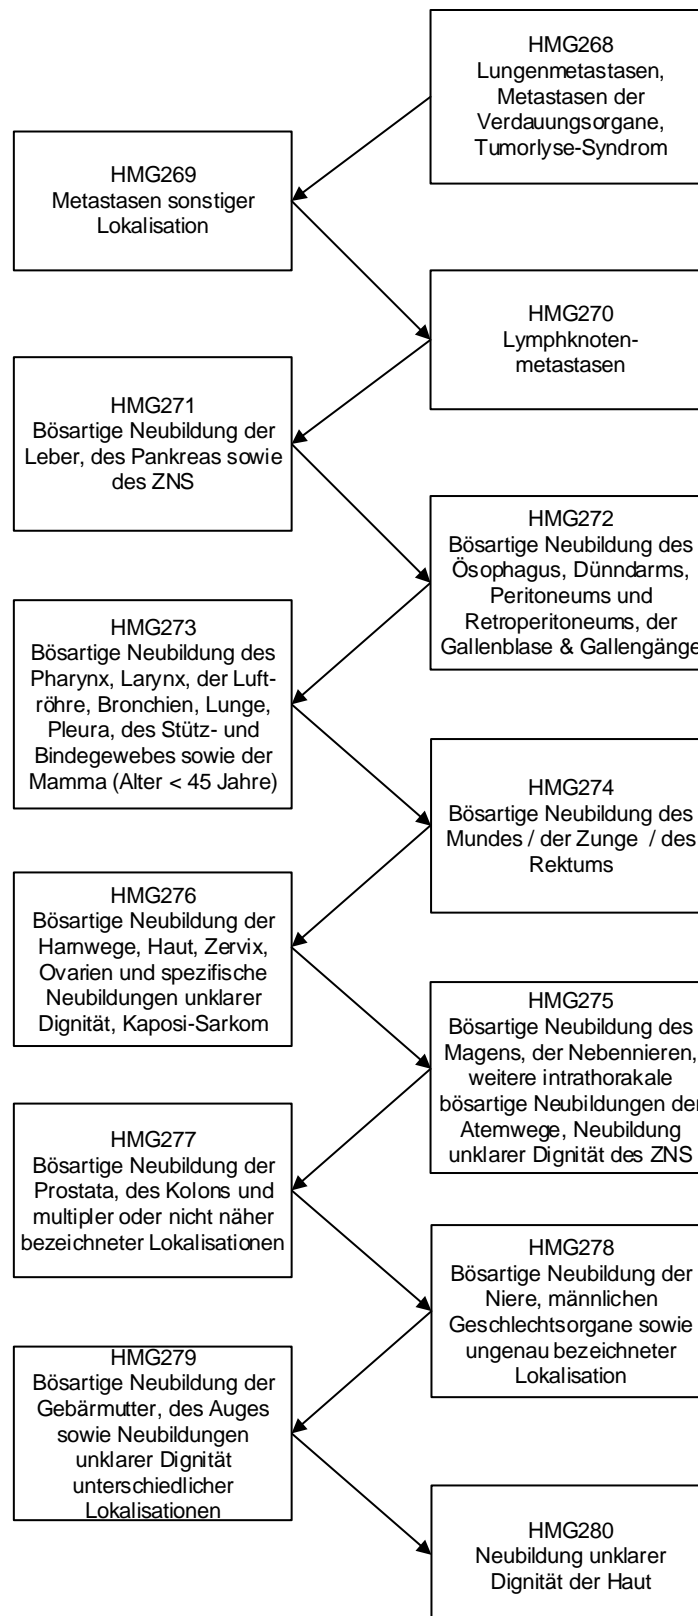 HMG268
Lungenmetastasen,
Metastasen der
Verdauungsorgane,
Tumorlyse-Syndrom
HMG269
Metastasen sonstiger
Lokalisation
HMG270
Lymphknoten-
metastasen
HMG271
Bösartige Neubildung der
Leber, des Pankreas sowie
des ZNS
HMG272
Bösartige Neubildung des
Ösophagus, Dünndarms,
Peritoneums und
Retroperitoneums, der
Gallenblase & Gallengänge
HMG273
Bösartige Neubildung des
Pharynx, Larynx, der Luft-
röhre, Bronchien, Lunge,
Pleura, des Stütz- und
Bindegewebes sowie der
Mamma (Alter < 45 Jahre)
HMG274
Bösartige Neubildung des
Mundes / der Zunge / des
Rektums
HMG276
Bösartige Neubildung der
Harnwege, Haut, Zervix,
Ovarien und spezifische
Neubildungen unklarer
Dignität, Kaposi-Sarkom
HMG275
Bösartige Neubildung des
Magens, der Nebennieren,
weitere intrathorakale
bösartige Neubildungen der
Atemwege, Neubildung
unklarer Dignität des ZNS
HMG277
Bösartige Neubildung der
Prostata, des Kolons und
multipler oder nicht näher
bezeichneter Lokalisationen
HMG278
Bösartige Neubildung der
Niere, männlichen
Geschlechtsorgane sowie
ungenau bezeichneter
Lokalisation
HMG279
Bösartige Neubildung der
Gebärmutter, des Auges
sowie Neubildungen
unklarer Dignität
unterschiedlicher
Lokalisationen
HMG280
Neubildung unklarer
Dignität der Haut